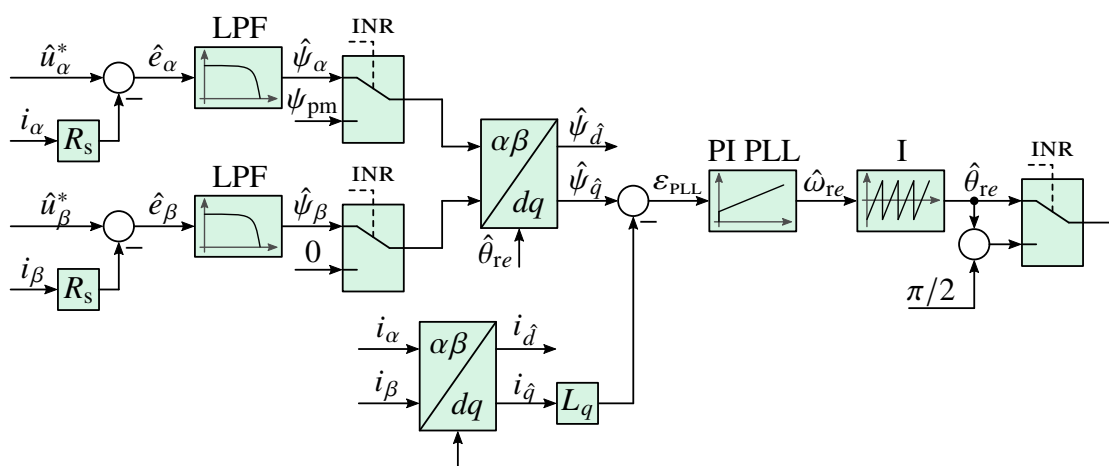 LPF
INR
û*α
êα
ψ̂α
ψpm
iα
Rs
αβ
dq
ψ̂d̂
ψ̂q̂
θ̂re
LPF
INR
û*β
êβ
ψ̂β
0
iβ
Rs
εPLL
PI PLL
ω̂re
I
θ̂re
INR
π/2
iα
iβ
αβ
dq
id̂
iq̂
Lq